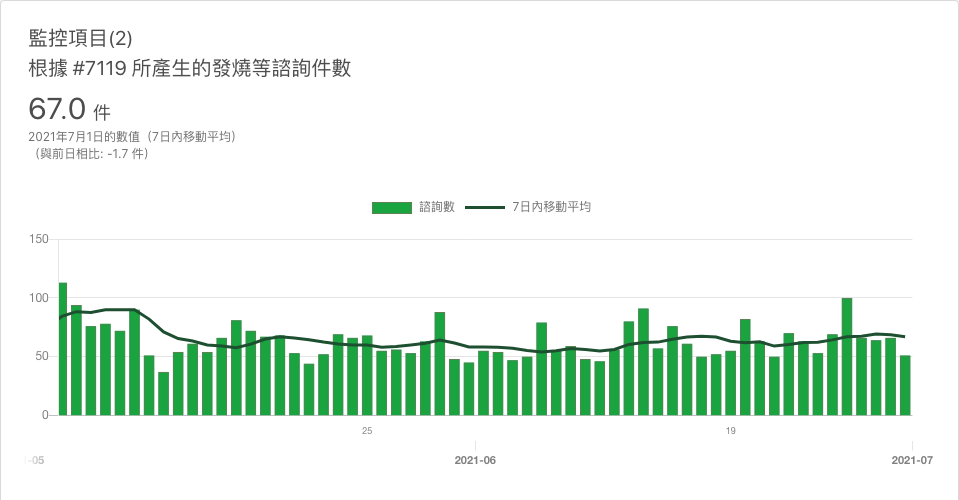 監控項目(2)
根據 #7119 所產生的發燒等諮詢件數
67.0 件
2021年7月1日的數值（7日內移動平均）
（與前日相比: -1.7 件）
諮詢數 7日內移動平均
150
100
50
0
25 19
-05 2021-06 2021-07